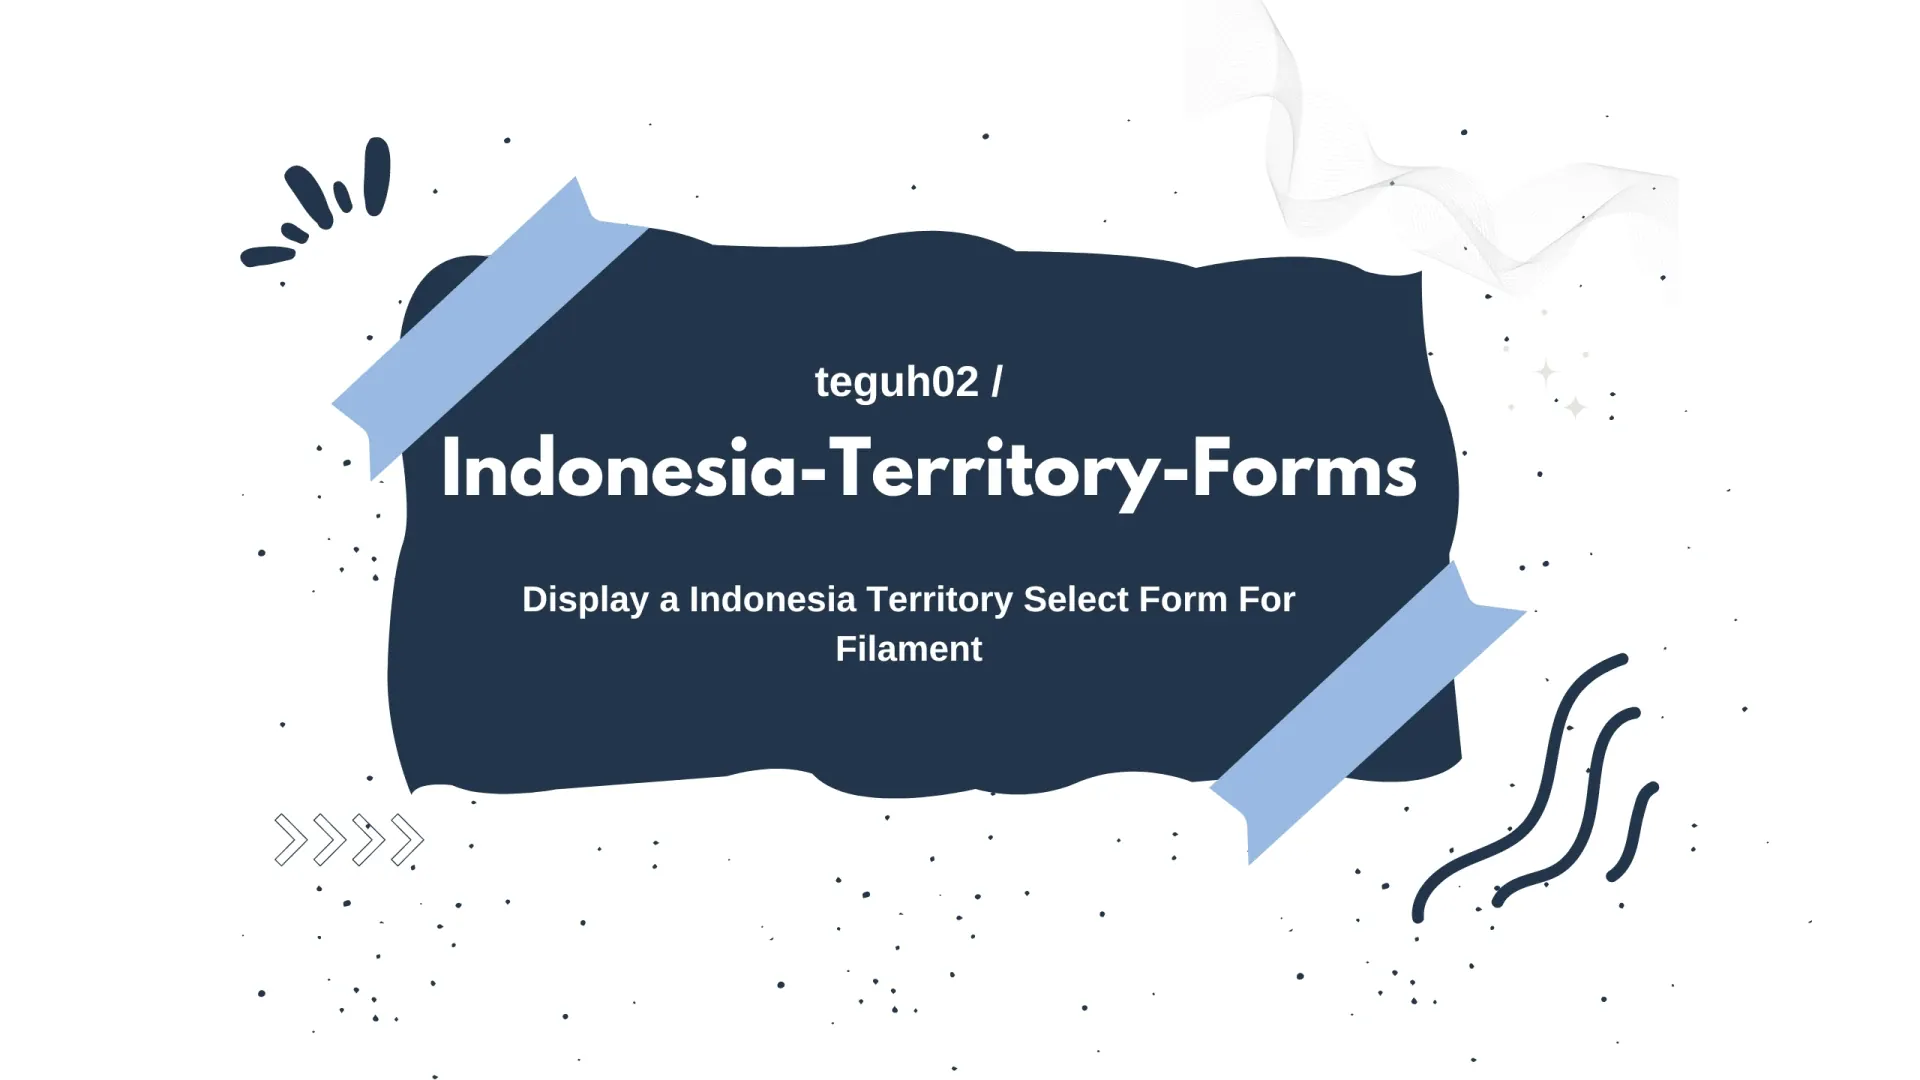 teguh02 /
Indonesia-Territory-Forms
Display a Indonesia Territory Select Form For
Filament